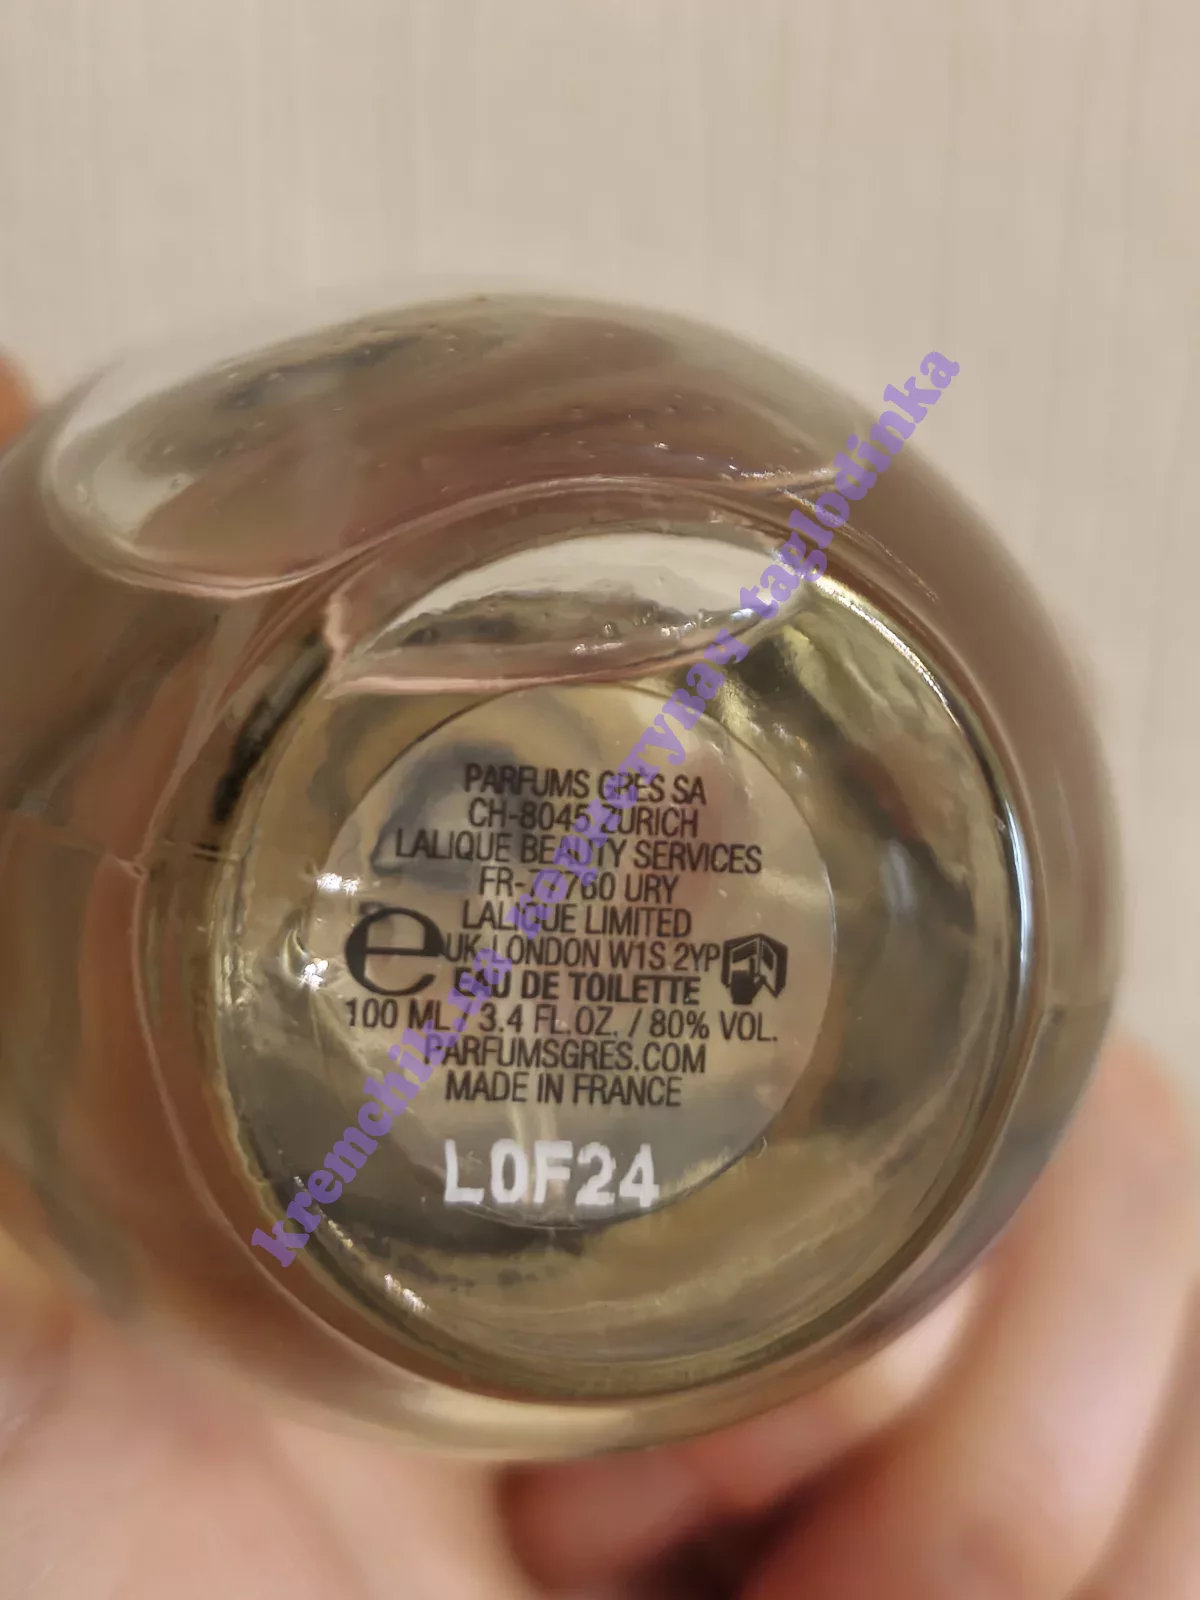 PARFUMS GRES SA
CH-8045 ZURICH
LALIQUE BEAUTY SERVICES
FR-77760 URY
LALIQUE LIMITED
e UK LONDON W1S 2YP
EAU DE TOILETTE
100 ML / 3.4 FL.OZ. / 80% VOL.
PARFUMSGRES.COM
MADE IN FRANCE
L0F24
taglodinka